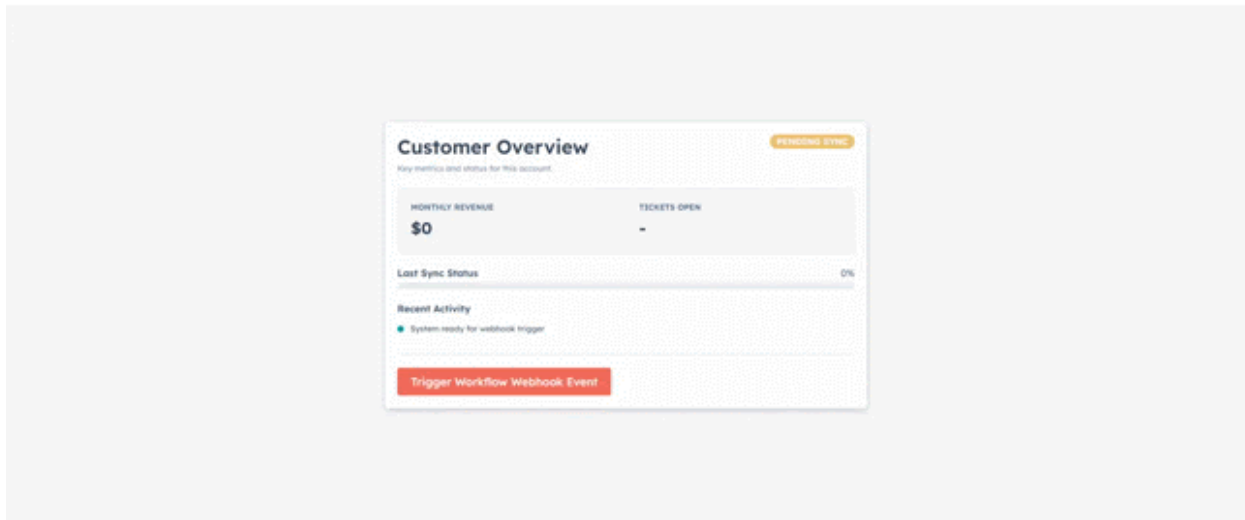 Customer Overview
PENDING SYNC
Key metrics and status for this account.
MONTHLY REVENUE
TICKETS OPEN
$0
-
Last Sync Status
0%
Recent Activity
System ready for webhook trigger
Trigger Workflow Webhook Event